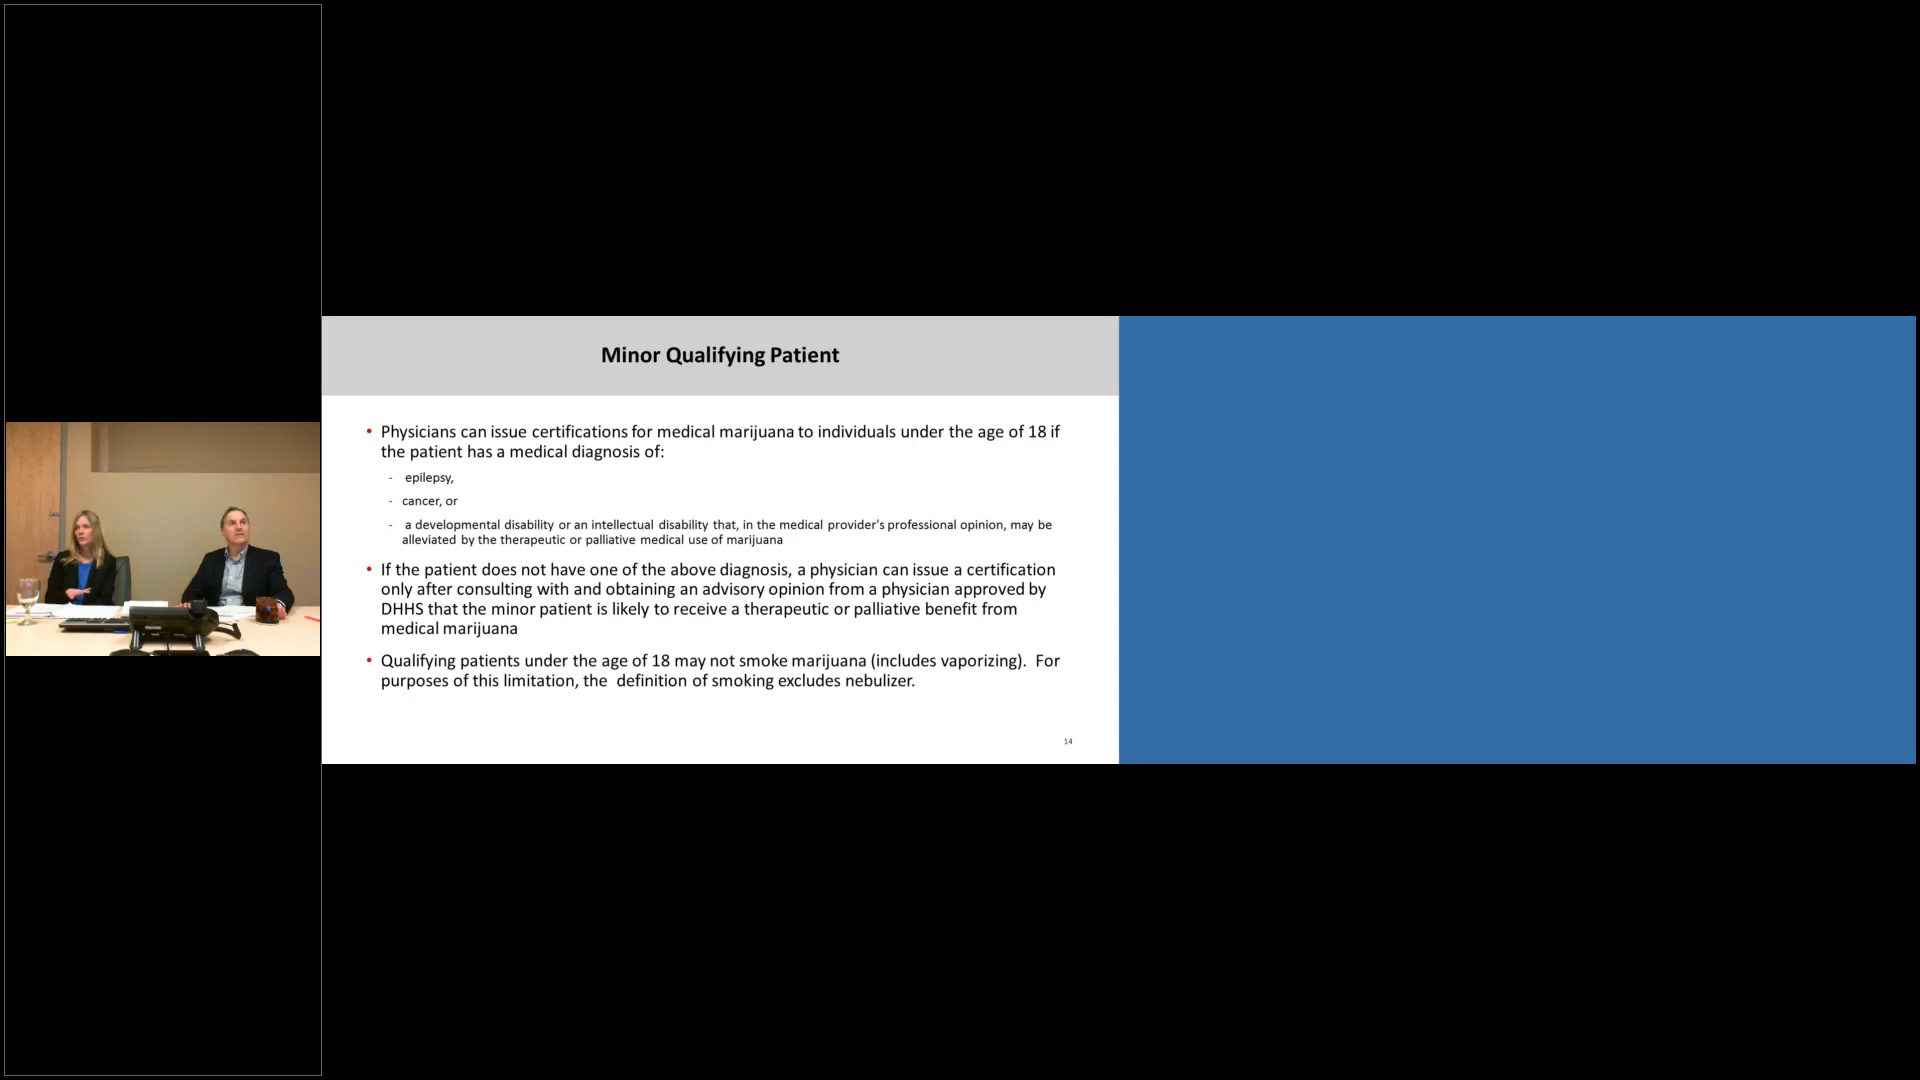 Minor Qualifying Patient
• Physicians can issue certifications for medical marijuana to individuals under the age of 18 if
the patient has a medical diagnosis of:
- epilepsy,
- cancer, or
- a developmental disability or an intellectual disability that, in the medical provider's professional opinion, may be
alleviated by the therapeutic or palliative medical use of marijuana
• If the patient does not have one of the above diagnosis, a physician can issue a certification
only after consulting with and obtaining an advisory opinion from a physician approved by
DHHS that the minor patient is likely to receive a therapeutic or palliative benefit from
medical marijuana
• Qualifying patients under the age of 18 may not smoke marijuana (includes vaporizing).  For
purposes of this limitation, the  definition of smoking excludes nebulizer.
14